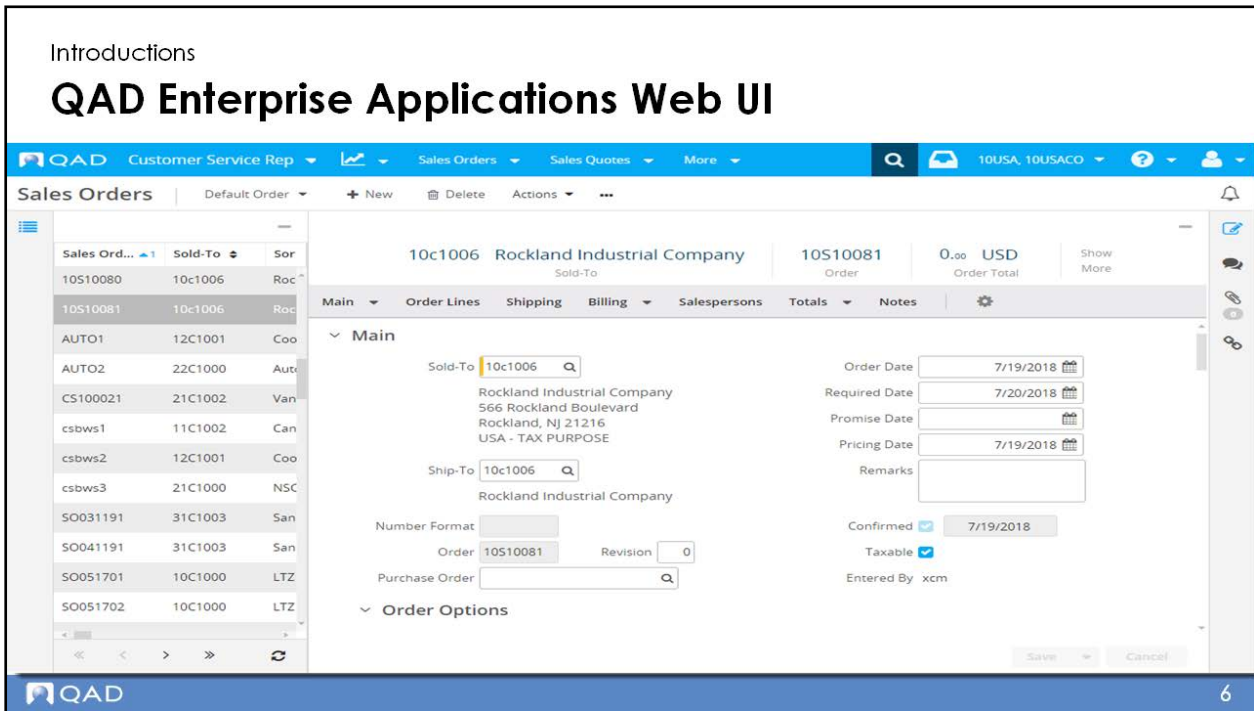 Introductions
QAD Enterprise Applications Web UI
QAD Customer Service Rep Sales Orders Sales Quotes More 10USA, 10USACO
Sales Orders Default Order + New Delete Actions •••
Sales Ord... 1 Sold-To Sor
10S10080 10c1006 Roc
10S10081 10c1006 Roc
AUTO1 12C1001 Coo
AUTO2 22C1000 Aut
CS100021 21C1002 Van
csbws1 11C1002 Can
csbws2 12C1001 Coo
csbws3 21C1000 NSC
SO031191 31C1003 San
SO041191 31C1003 San
SO051701 10C1000 LTZ
SO051702 10C1000 LTZ
10c1006 Rockland Industrial Company 10S10081 0.00 USD Show More
Sold-To Order Order Total
Main Order Lines Shipping Billing Salespersons Totals Notes
Main
Sold-To 10c1006
Rockland Industrial Company
566 Rockland Boulevard
Rockland, NJ 21216
USA - TAX PURPOSE
Ship-To 10c1006
Rockland Industrial Company
Number Format
Order 10S10081 Revision 0
Purchase Order
Order Options
Order Date 7/19/2018
Required Date 7/20/2018
Promise Date
Pricing Date 7/19/2018
Remarks
Confirmed 7/19/2018
Taxable
Entered By xcm
0
Save Cancel
QAD 6